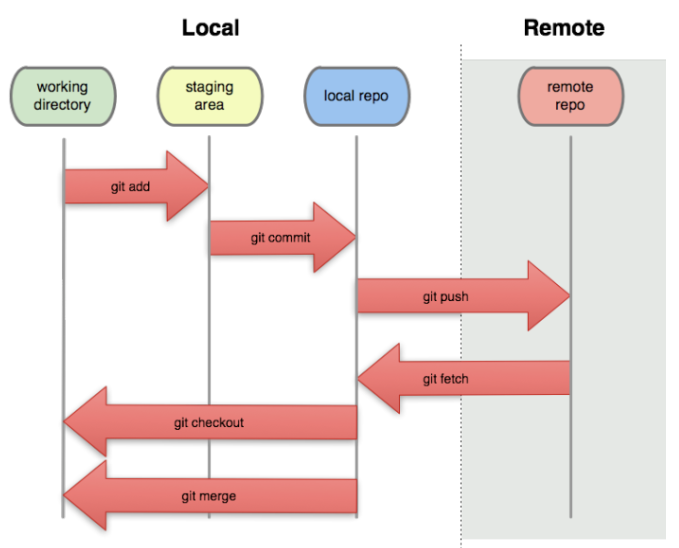 Local
Remote
working
directory
staging
area
local repo
remote
repo
git add
git commit
git push
git fetch
git checkout
git merge